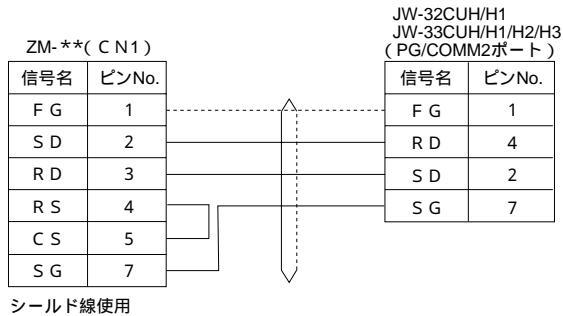 JW-32CUH/H1
JW-33CUH/H1/H2/H3
ZM-**(CN1)
(PG/COMM2ポート)
信号名 ピンNo.
信号名 ピンNo.
FG 1
FG 1
SD 2
RD 4
RD 3
SD 2
RS 4
SG 7
CS 5
SG 7
シールド線使用